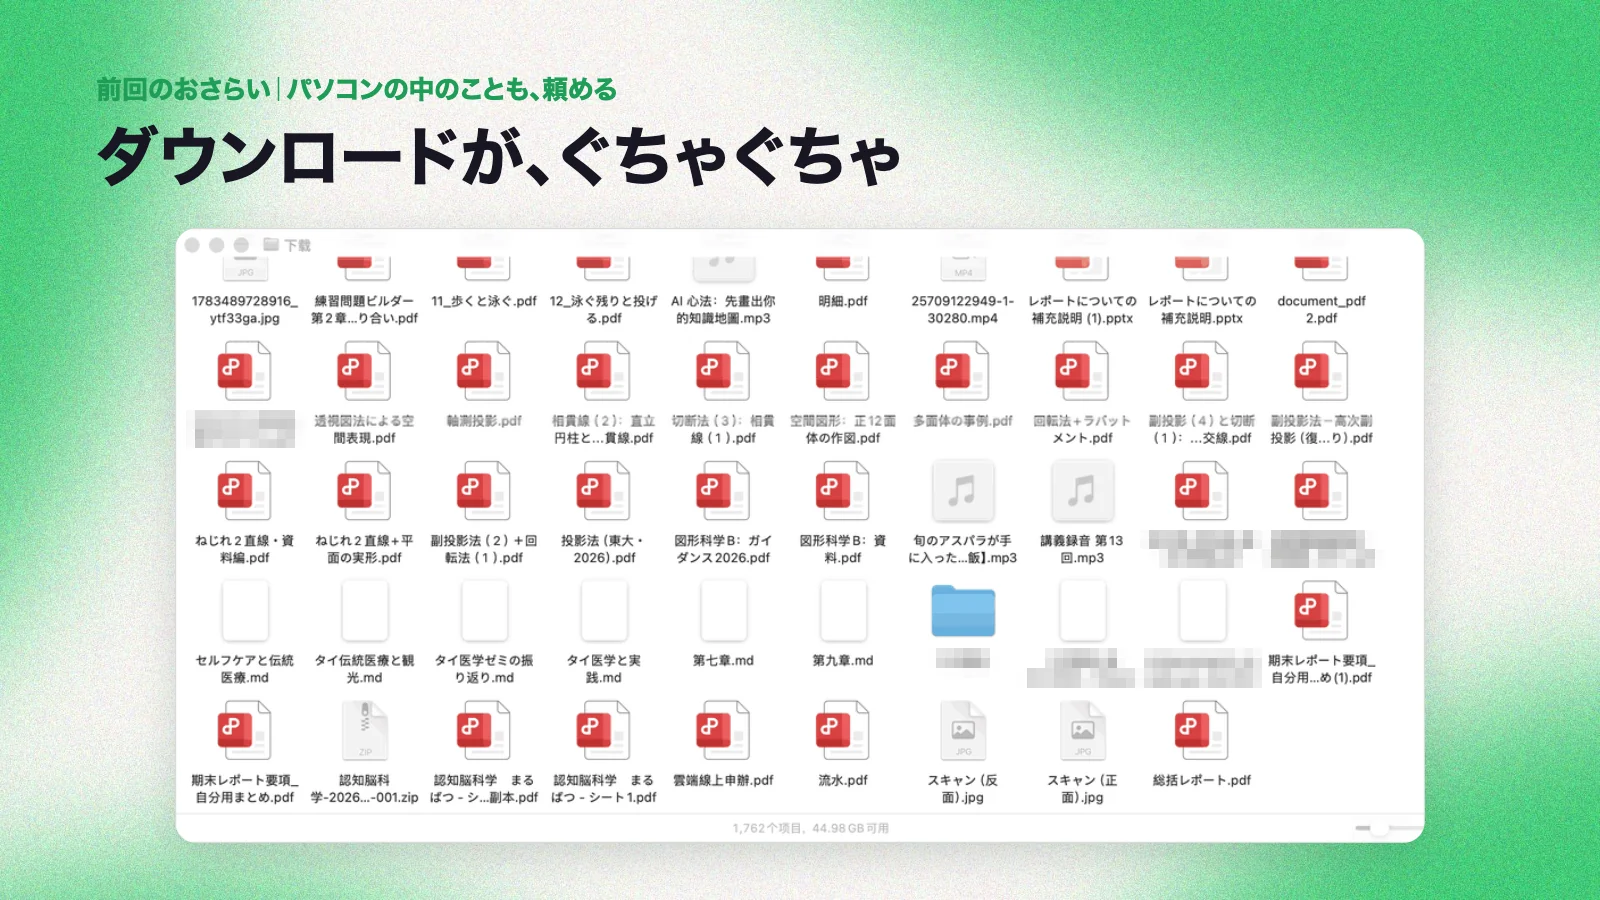 前回のおさらい｜パソコンの中のことも、頼める
ダウンロードが、ぐちゃぐちゃ
下载
JPG
MP4
1783489728916_
ytf33ga.jpg
練習問題ビルダー
第2章...り合い.pdf
11_歩くと泳ぐ.pdf
12_泳ぐ残りと投げ
る.pdf
AI 心法：先畫出你
的知識地圖.mp3
明細.pdf
25709122949-1-
30280.mp4
レポートについての
補充説明 (1).pptx
レポートについての
補充説明.pptx
document_pdf
2.pdf
透視図法による空
間表現.pdf
軸測投影.pdf
相貫線（2）：直立
円柱と...貫線.pdf
切断法（3）：相貫
線（1）.pdf
空間図形：正12面
体の作図.pdf
多面体の事例.pdf
回転法＋ラバット
メント.pdf
副投影（4）と切断
（1）：...交線.pdf
副投影法－高次副
投影 (復...り).pdf
ねじれ2直線・資
料編.pdf
ねじれ2直線+平
面の実形.pdf
副投影法（2）＋回
転法（1）.pdf
投影法（東大・
2026）.pdf
図形科学B：ガイ
ダンス2026.pdf
図形科学B：資
料.pdf
旬のアスパラが手
に入った...飯】.mp3
講義録音 第13
回.mp3
セルフケアと伝統
医療.md
タイ伝統医療と観
光.md
タイ医学ゼミの振
り返り.md
タイ医学と実
践.md
第七章.md
第九章.md
期末レポート要項_
自分用...め (1).pdf
期末レポート要項_
自分用まとめ.pdf
ZIP
認知脳科
学-2026...-001.zip
認知脳科学　まる
ばつ - シ...副本.pdf
認知脳科学　まる
ばつ - シート1.pdf
雲端線上申辦.pdf
流水.pdf
JPG
スキャン (反
面).jpg
JPG
スキャン (正
面).jpg
総括レポート.pdf
1,762个项目，44.98 GB 可用